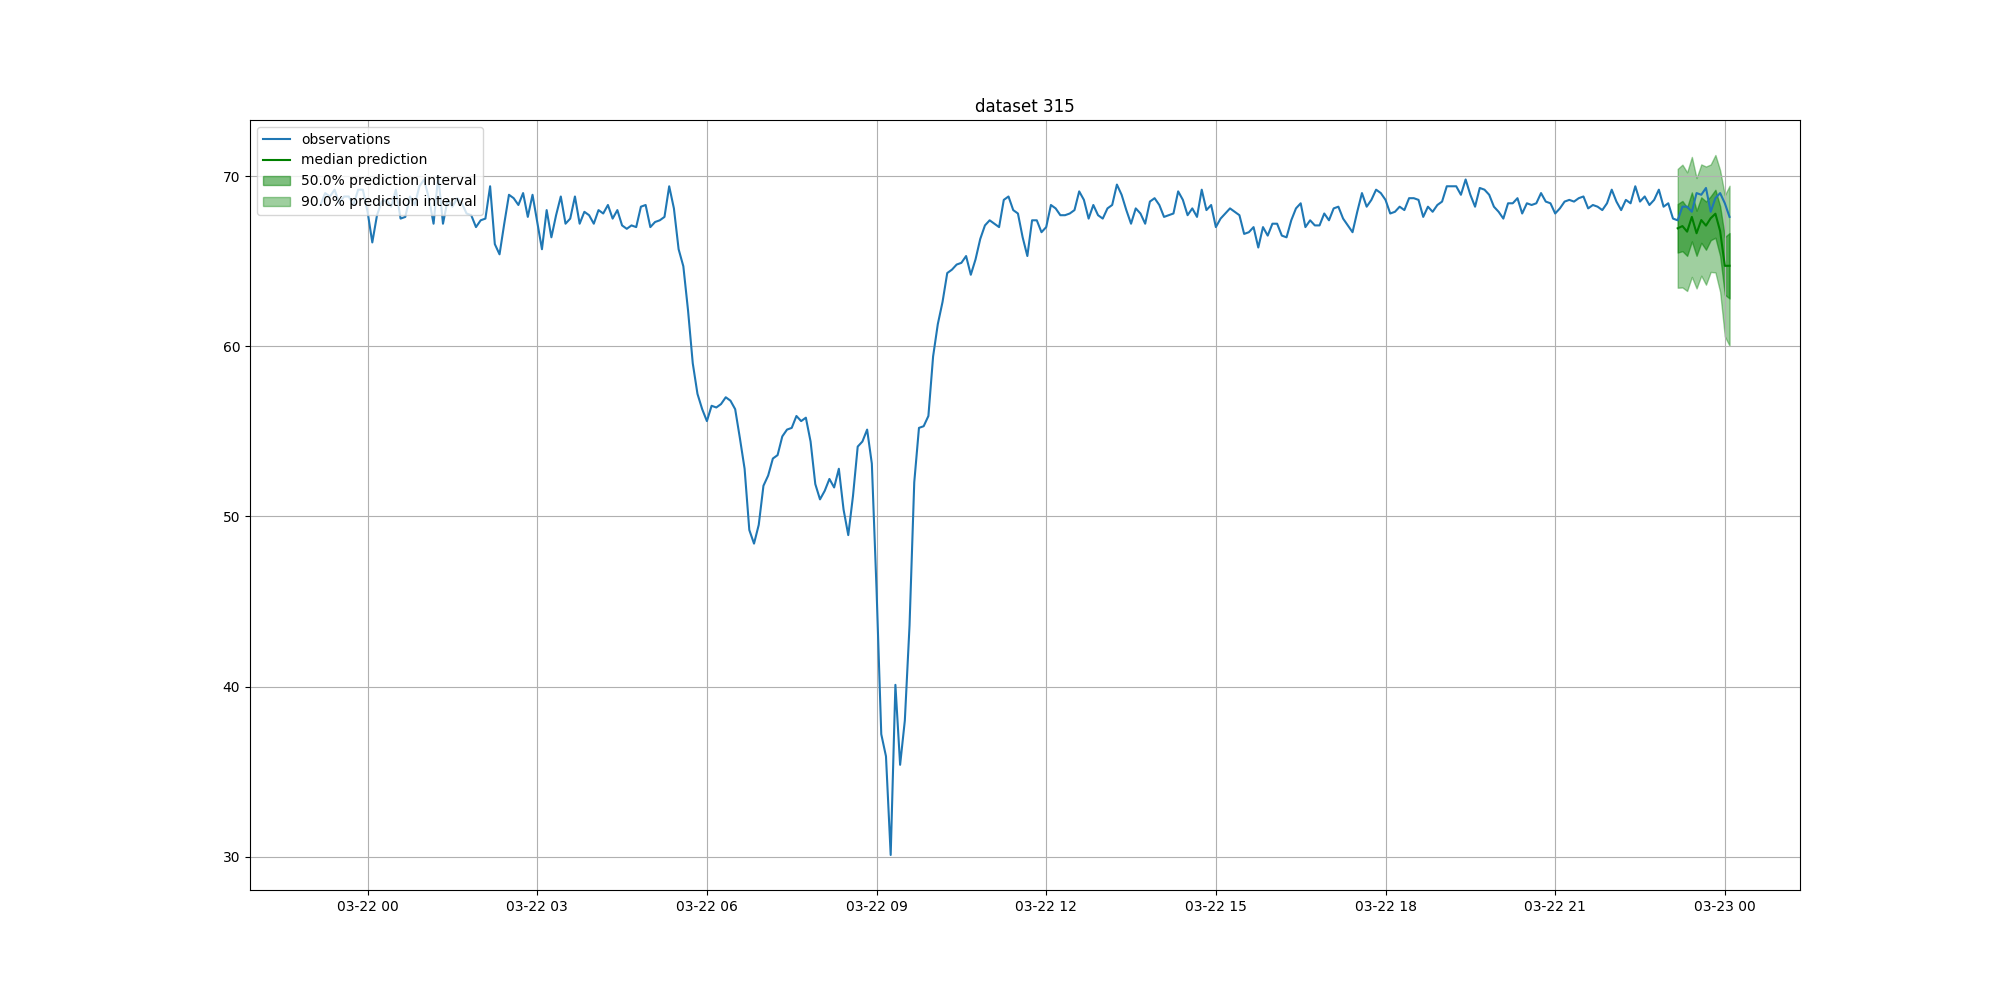 dataset 315
observations
median prediction
50.0% prediction interval
90.0% prediction interval
70
60
50
40
30
03-22 00 03-22 03 03-22 06 03-22 09 03-22 12 03-22 15 03-22 18 03-22 21 03-23 00